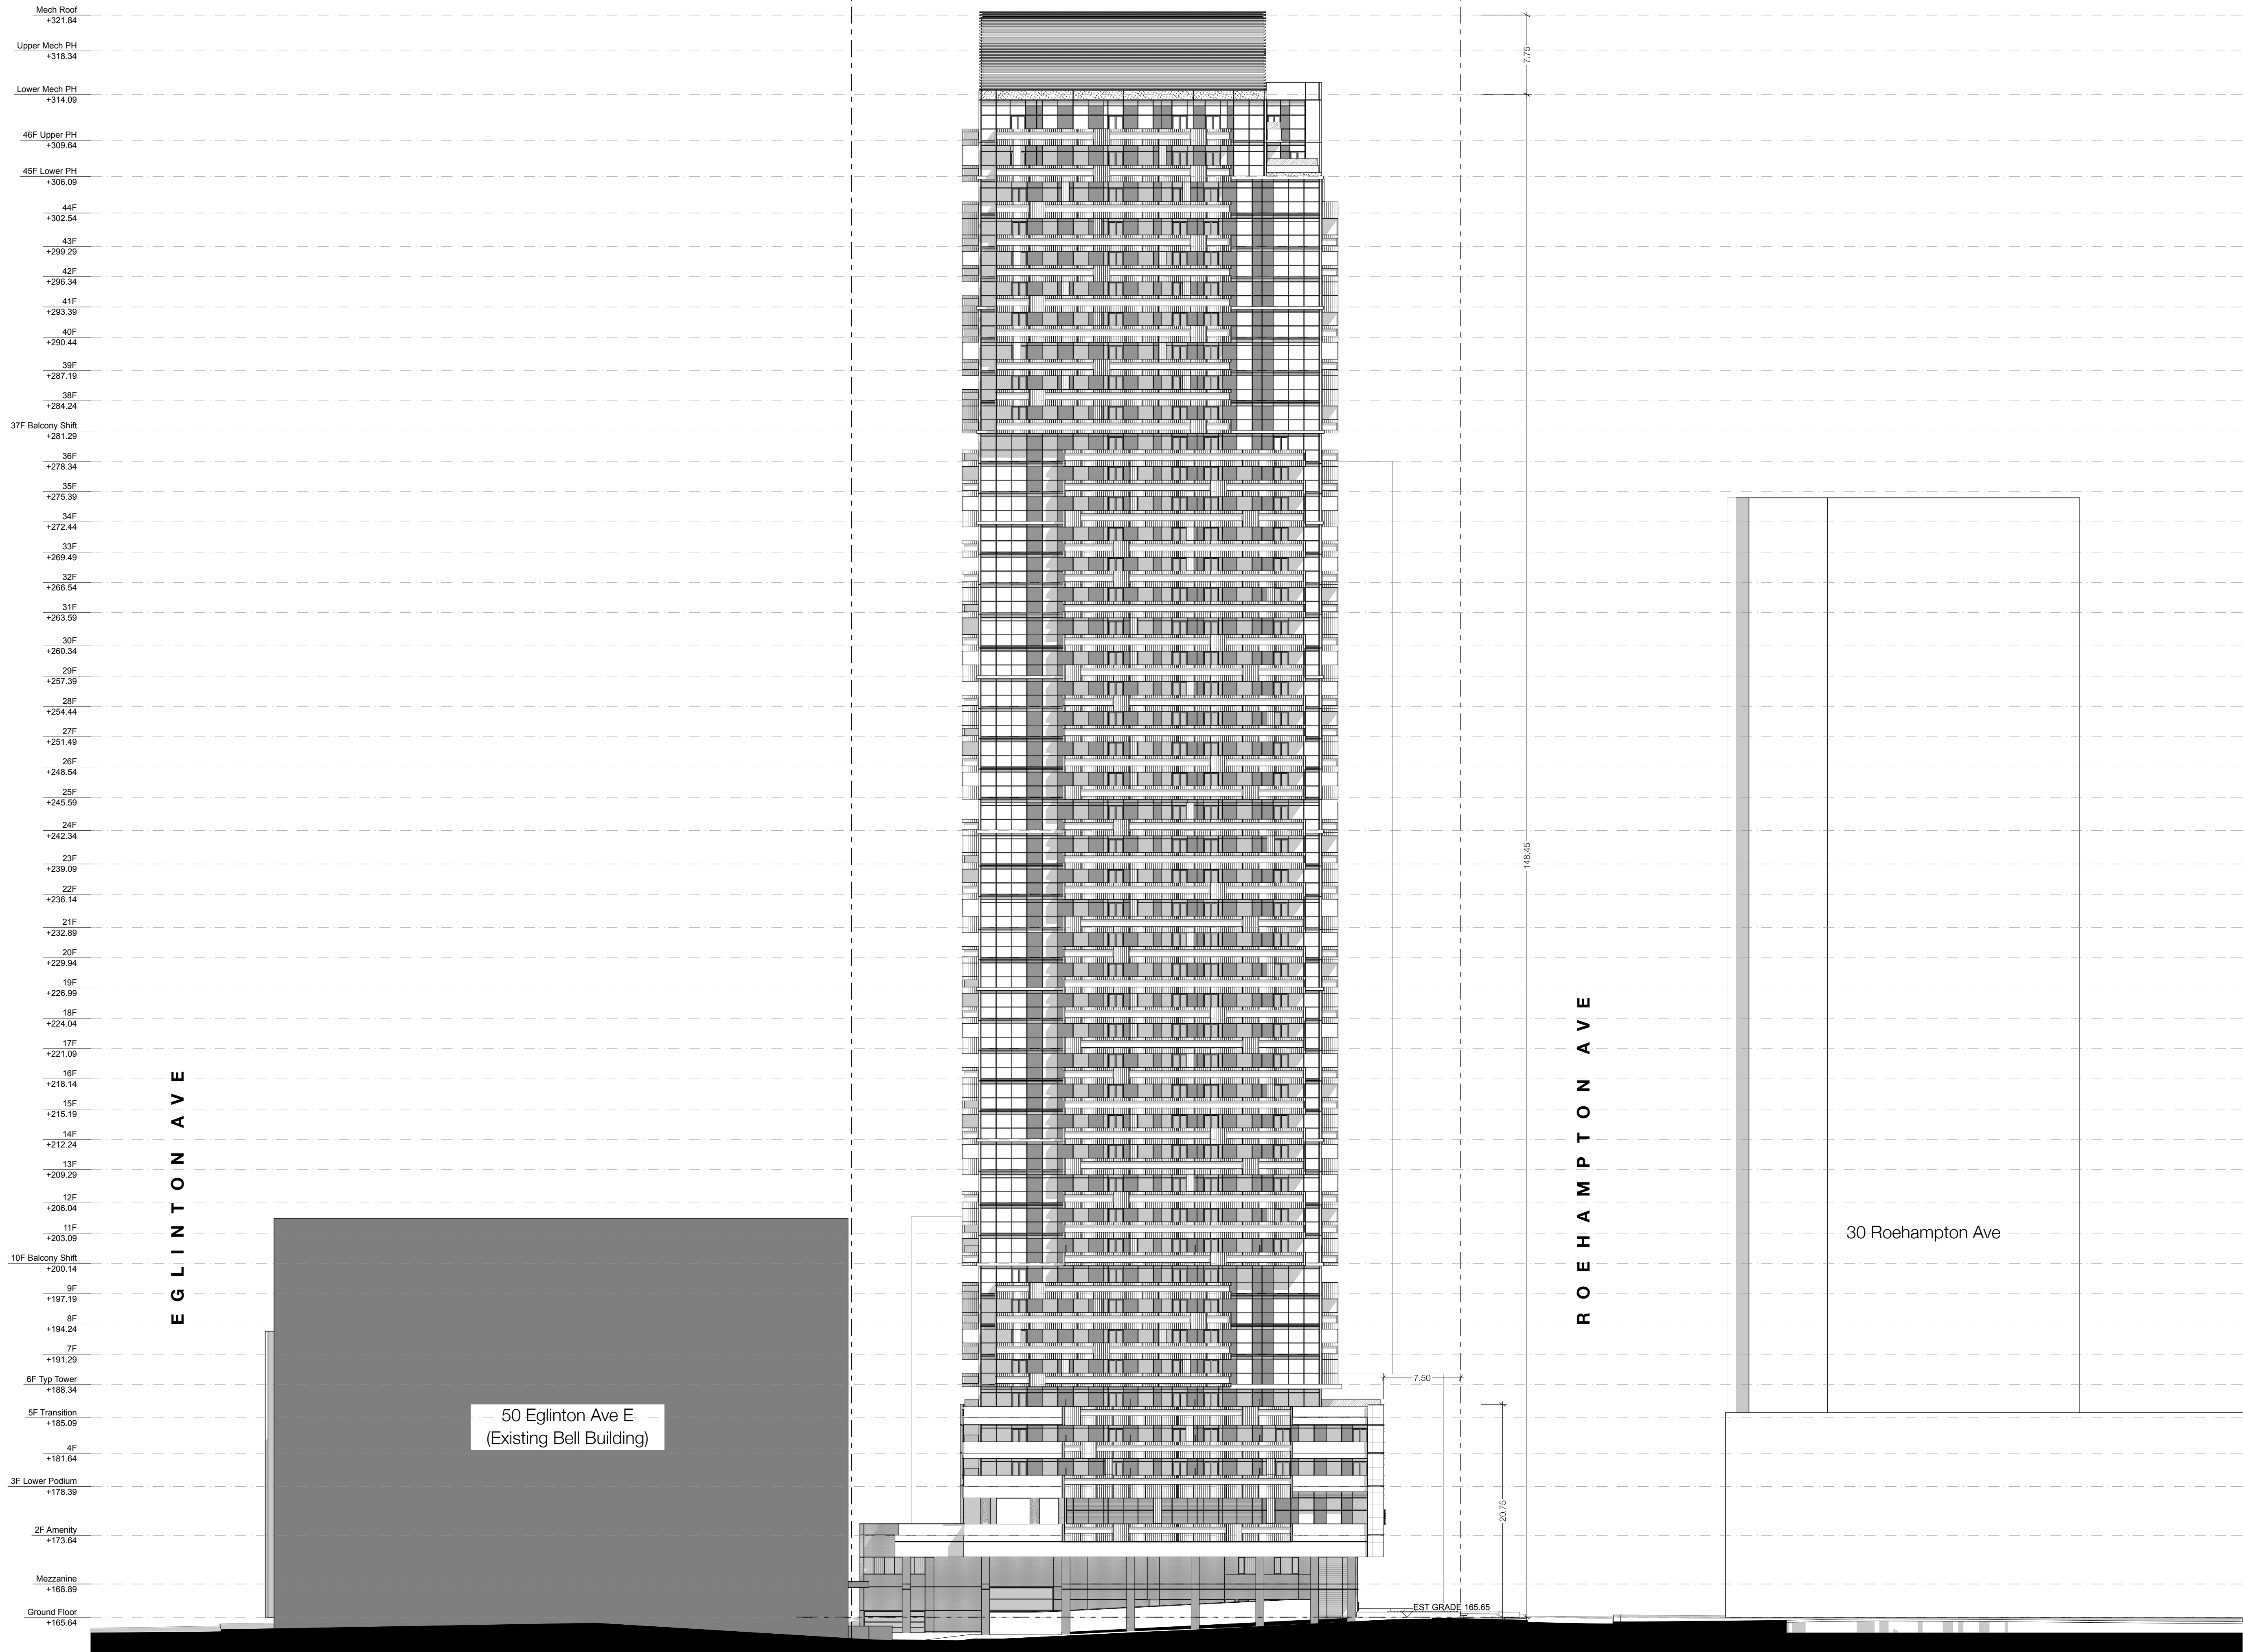 Mech Roof
+321.84
Upper Mech PH
+318.34
Lower Mech PH
+314.09
46F Upper PH
+309.64
45F Lower PH
+306.09
44F
+302.54
43F
+299.29
42F
+296.34
41F
+293.39
40F
+290.44
39F
+287.19
38F
+284.24
37F Balcony Shift
+281.29
36F
+278.34
35F
+275.39
34F
+272.44
33F
+269.49
32F
+266.54
31F
+263.59
30F
+260.34
29F
+257.39
28F
+254.44
27F
+251.49
26F
+248.54
25F
+245.59
24F
+242.34
23F
+239.09
22F
+236.14
21F
+232.89
20F
+229.94
19F
+226.99
18F
+224.04
17F
+221.09
16F
+218.14
15F
+215.19
14F
+212.24
13F
+209.29
12F
+206.04
11F
+203.09
10F Balcony Shift
+200.14
9F
+197.19
8F
+194.24
7F
+191.29
6F Typ Tower
+188.34
5F Transition
+185.09
4F
+181.64
3F Lower Podium
+178.39
2F Amenity
+173.64
Mezzanine
+168.89
Ground Floor
+165.64
EGLINTON AVE
50 Eglinton Ave E
(Existing Bell Building)
7.75
148.45
7.50
20.75
EST GRADE 165.65
ROEHAMPTON AVE
30 Roehampton Ave